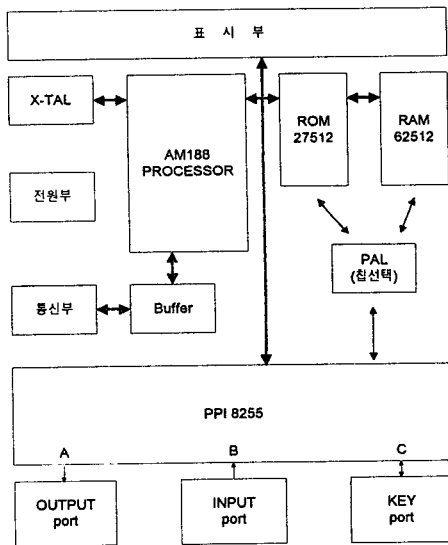 표 시 부
X-TAL
AM188
PROCESSOR
ROM
27512
RAM
62512
전원부
PAL
(칩선택)
통신부
Buffer
PPI 8255
A
B
C
OUTPUT
port
INPUT
port
KEY
port